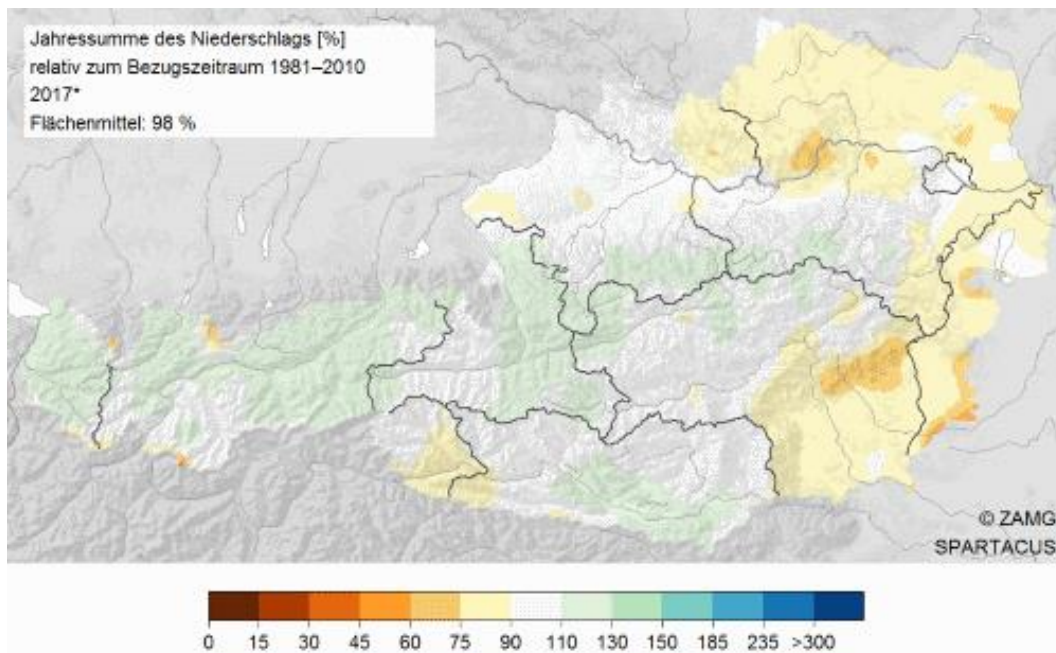 Jahressumme des Niederschlags [%]
relativ zum Bezugszeitraum 1981–2010
2017*
Flächenmittel: 98 %
© ZAMG
SPARTACUS
0 15 30 45 60 75 90 110 130 150 185 235 >300